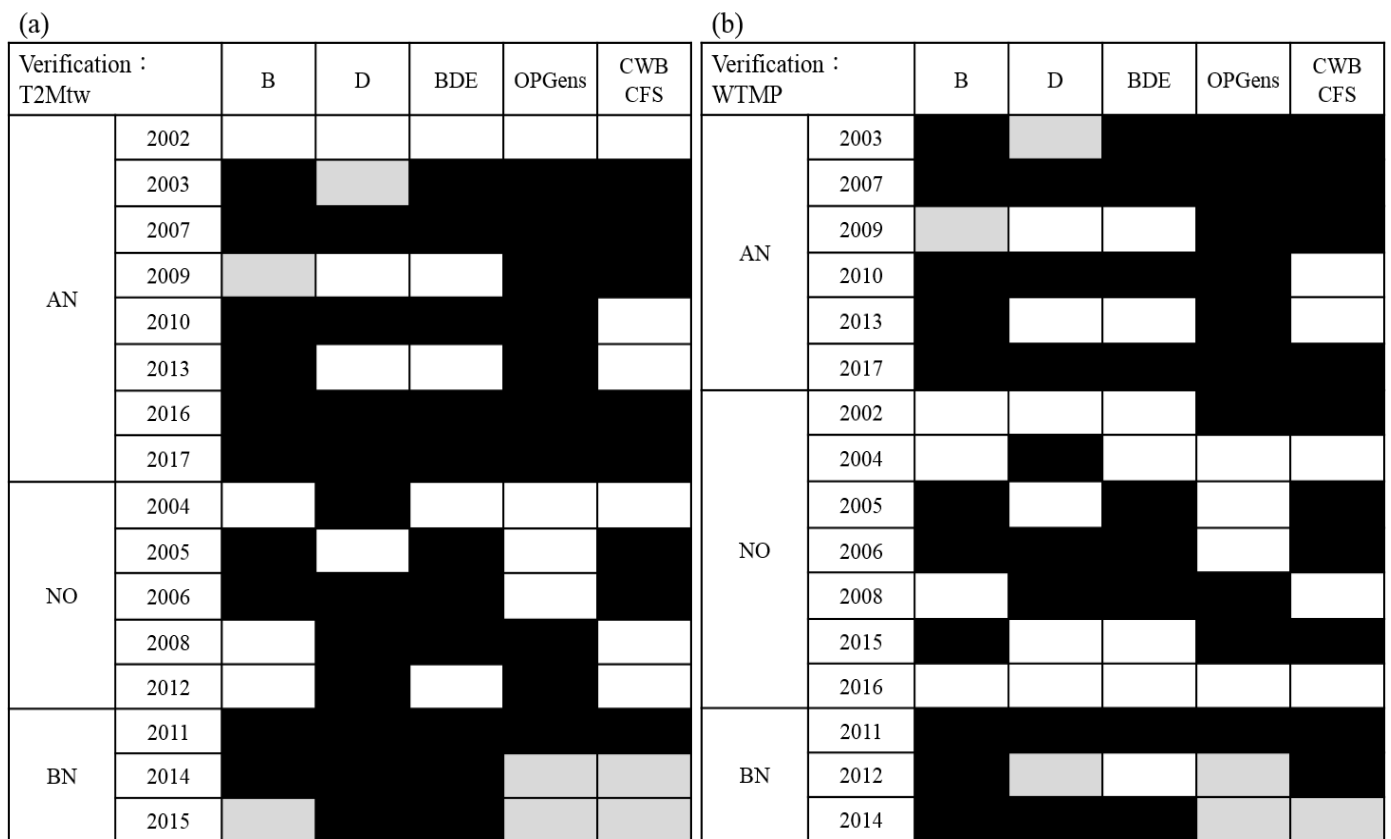 (a)
Verification：
T2Mtw
B
D
BDE
OPGens
CWB
CFS
AN
2002
2003
2007
2009
2010
2013
2016
2017
NO
2004
2005
2006
2008
2012
BN
2011
2014
2015
(b)
Verification：
WTMP
B
D
BDE
OPGens
CWB
CFS
AN
2003
2007
2009
2010
2013
2017
NO
2002
2004
2005
2006
2008
2015
2016
BN
2011
2012
2014